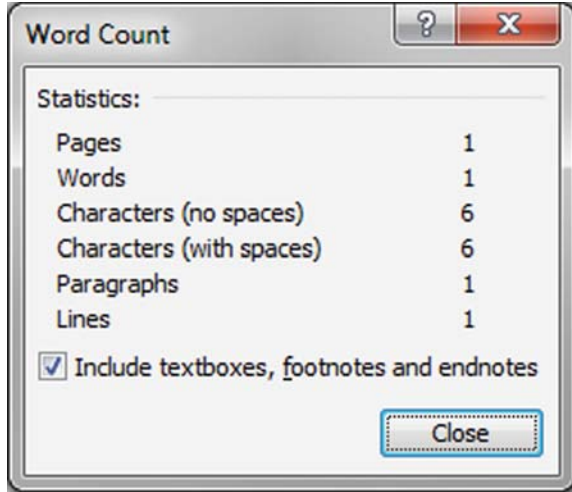 Word Count
Statistics:
Pages 1
Words 1
Characters (no spaces) 6
Characters (with spaces) 6
Paragraphs 1
Lines 1
Include textboxes, footnotes and endnotes
Close